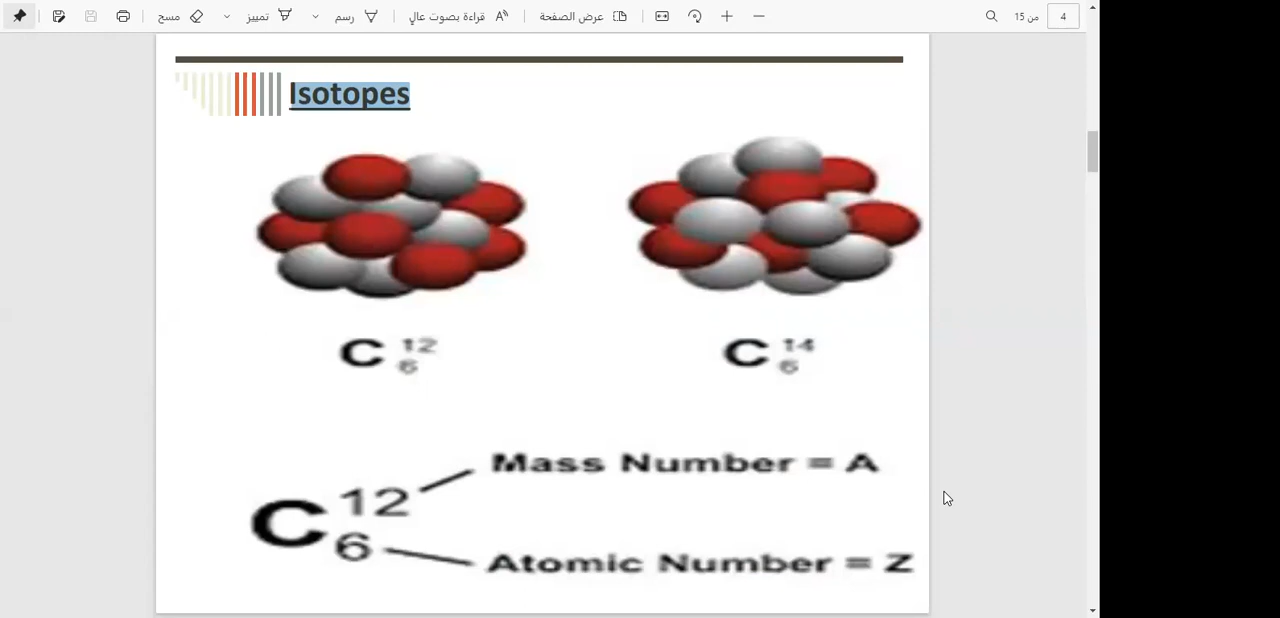 4 من 15 عرض الصفحة قراءة بصوت عالٍ رسم تمييز مسح
Isotopes
C 12 6
C 14 6
Mass Number = A
C 12 6
Atomic Number = Z